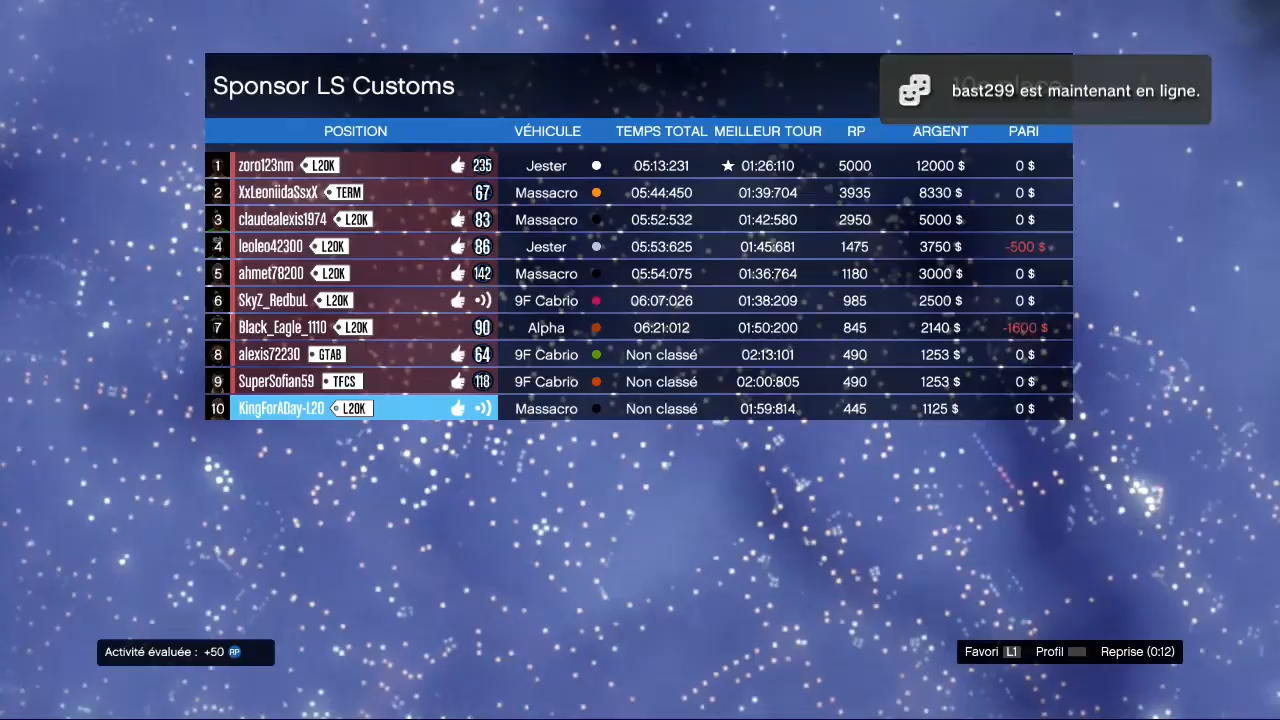 Sponsor LS Customs
bast299 est maintenant en ligne.
POSITION VÉHICULE TEMPS TOTAL MEILLEUR TOUR RP ARGENT PARI
1 zoro123nm L20K 235 Jester 05:13:231 01:26:110 5000 12000 $ 0 $
2 XxLeoniidaSsxX TERM 67 Massacro 05:44:450 01:39:704 3935 8330 $ 0 $
3 claudealexis1974 L20K 83 Massacro 05:52:532 01:42:580 2950 5000 $ 0 $
4 leoleo42300 L20K 86 Jester 05:53:625 01:45:681 1475 3750 $ -500 $
5 ahmet78200 L20K 142 Massacro 05:54:075 01:36:764 1180 3000 $ 0 $
6 SkyZ_RedbuL L20K 9F Cabrio 06:07:026 01:38:209 985 2500 $ 0 $
7 Black_Eagle_1110 L20K 90 Alpha 06:21:012 01:50:200 845 2140 $ -1600 $
8 alexis72230 GTAB 64 9F Cabrio Non classé 02:13:101 490 1253 $ 0 $
9 SuperSofian59 TFCS 118 9F Cabrio Non classé 02:00:805 490 1253 $ 0 $
10 KingForADay-L20 L20K Massacro Non classé 01:59:814 445 1125 $ 0 $
Activité évaluée : +50 RP
Favori L1 Profil Reprise (0:12)